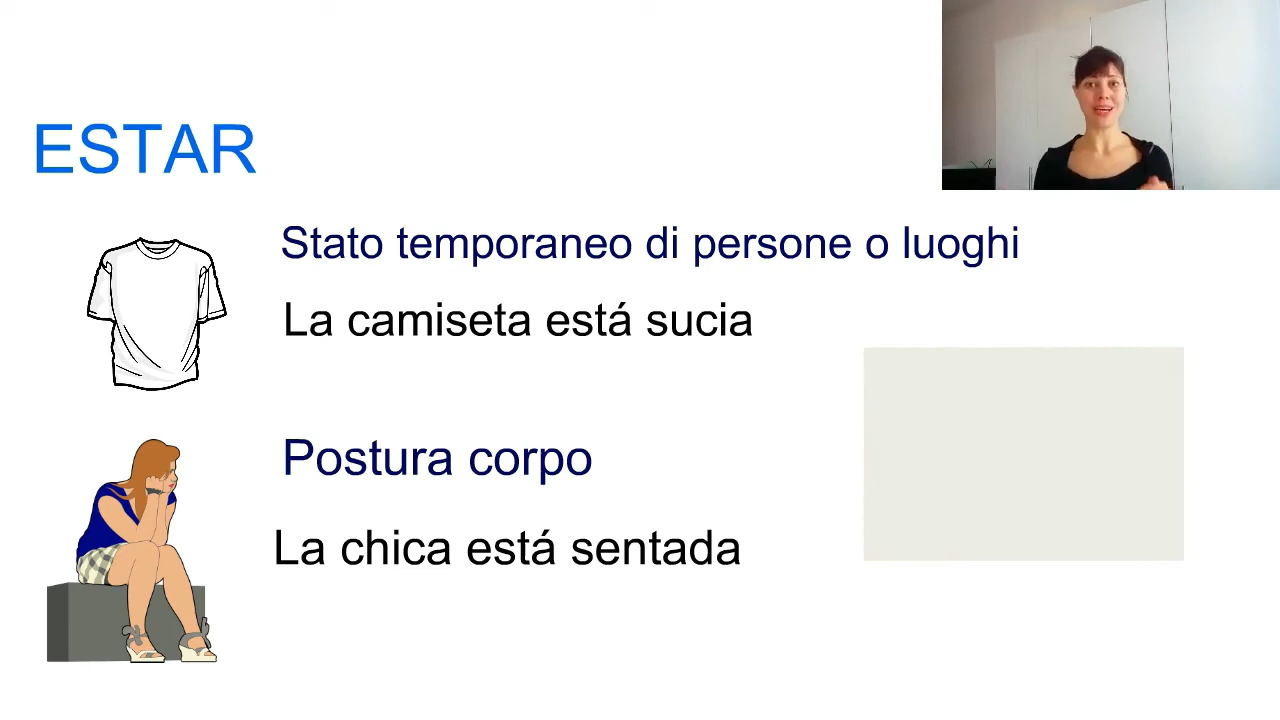 ESTAR
Stato temporaneo di persone o luoghi
La camiseta está sucia
Postura corpo
La chica está sentada